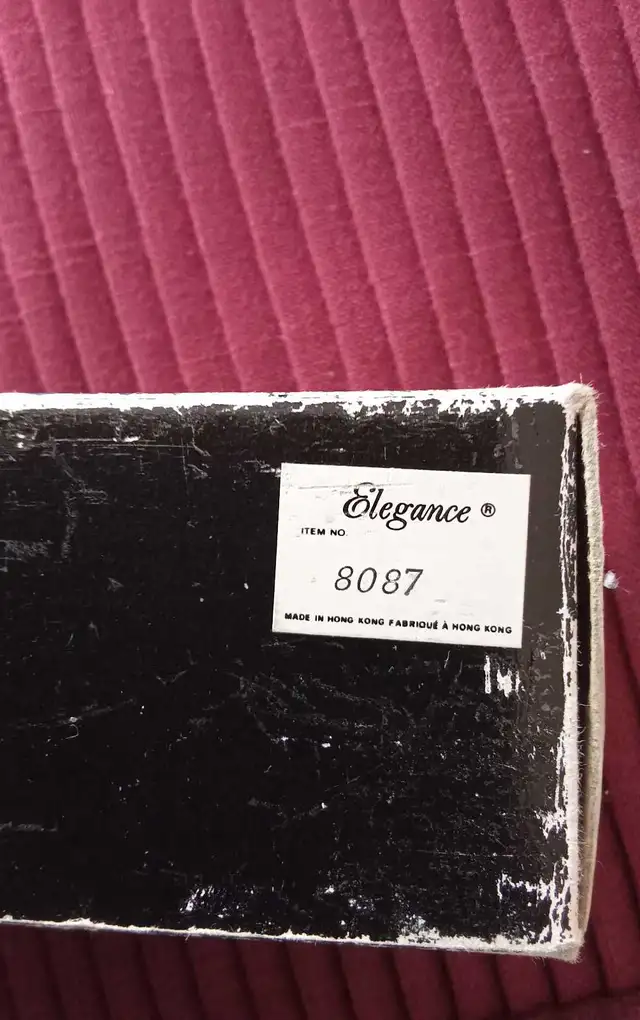 Elegance ®
ITEM NO.
8087
MADE IN HONG KONG FABRIQUÉ À HONG KONG